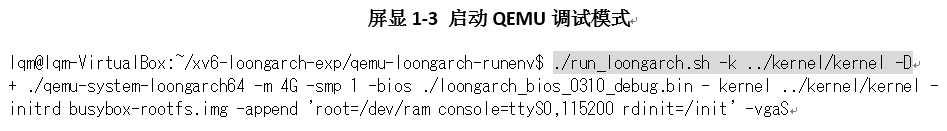 屏显 1-3 启动 QEMU 调试模式↵
lqm@lqm-VirtualBox:~/xv6-loongarch-exp/qemu-loongarch-runenv$ ./run_loongarch.sh -k ../kernel/kernel -D↵
+ ./qemu-system-loongarch64 -m 4G -smp 1 -bios ./loongarch_bios_0310_debug.bin - kernel ../kernel/kernel -
initrd busybox-rootfs.img -append 'root=/dev/ram console=ttyS0,115200 rdinit=/init' -vgaS↵